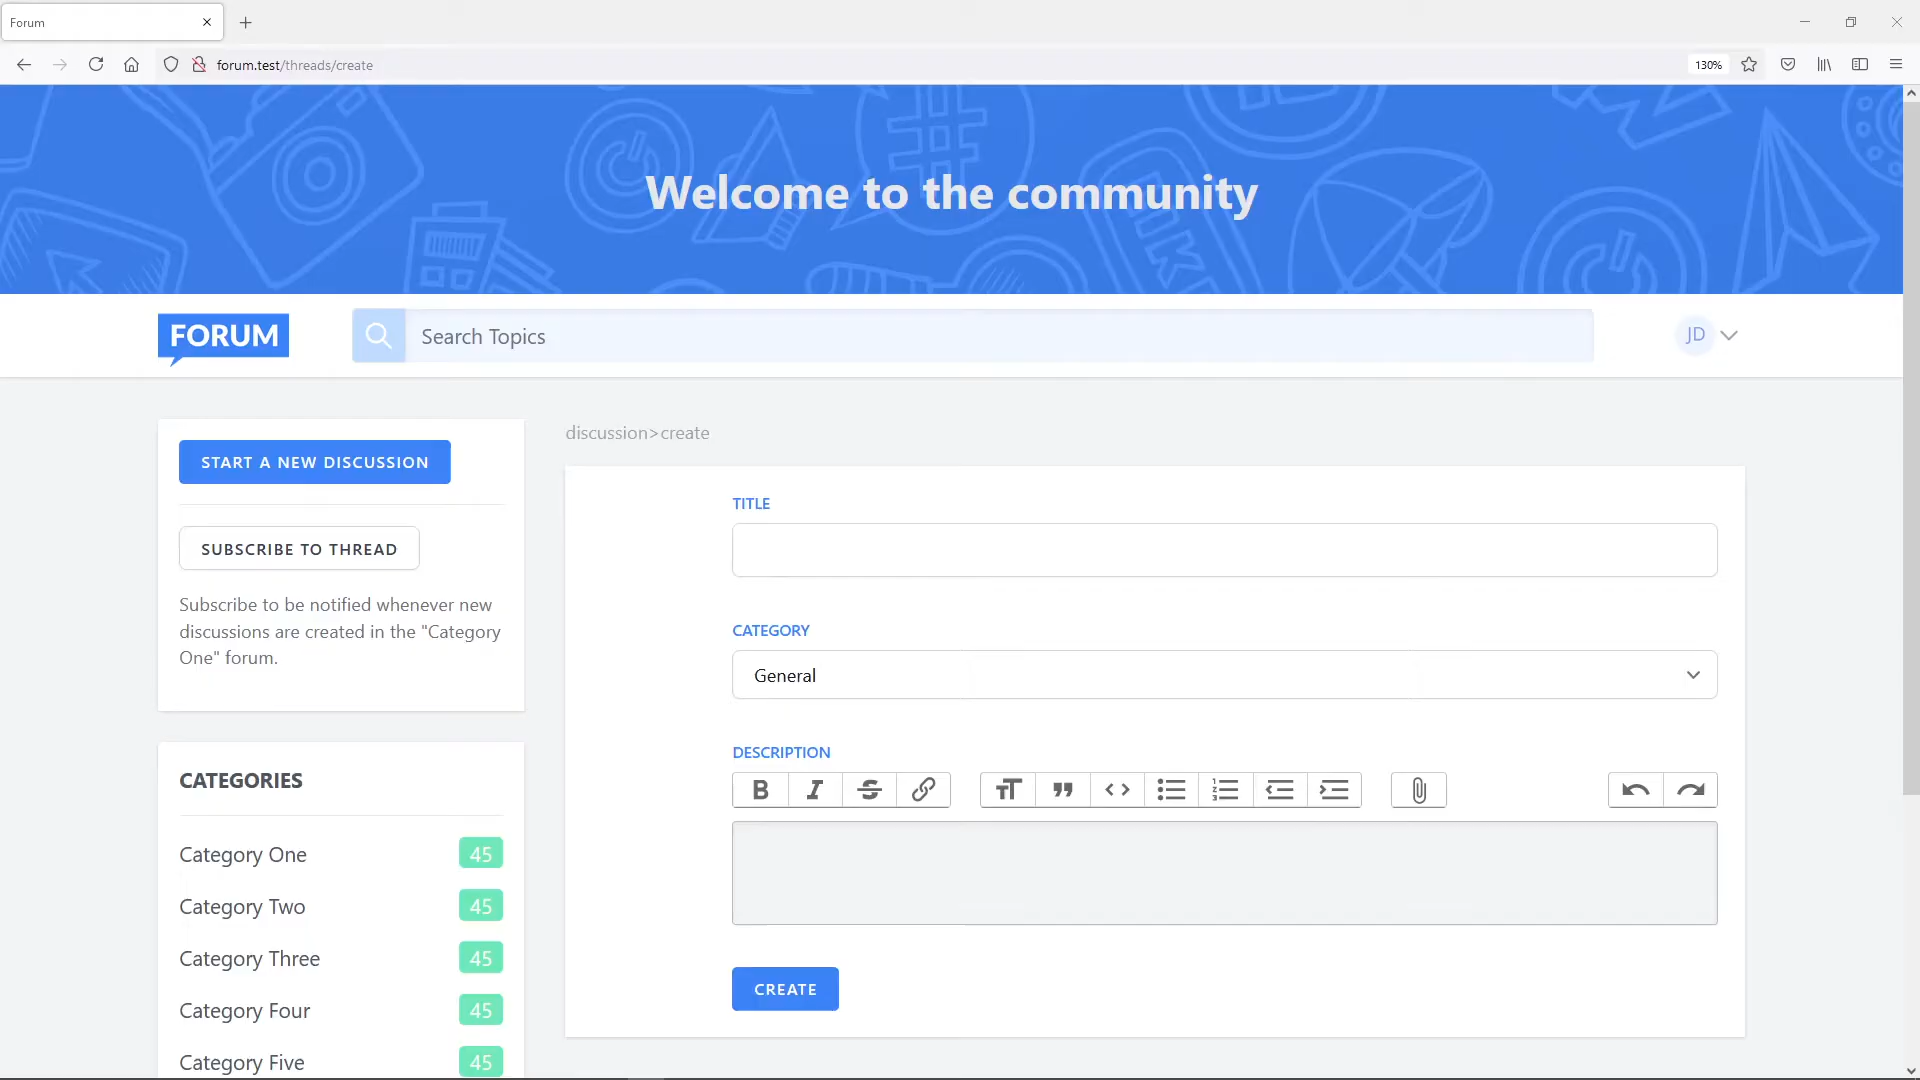 Forum
forum.test/threads/create
130%
Welcome to the community
FORUM
Search Topics
JD
START A NEW DISCUSSION
SUBSCRIBE TO THREAD
Subscribe to be notified whenever new
discussions are created in the "Category
One" forum.
CATEGORIES
Category One 45
Category Two 45
Category Three 45
Category Four 45
Category Five 45
discussion>create
TITLE
CATEGORY
General
DESCRIPTION
CREATE